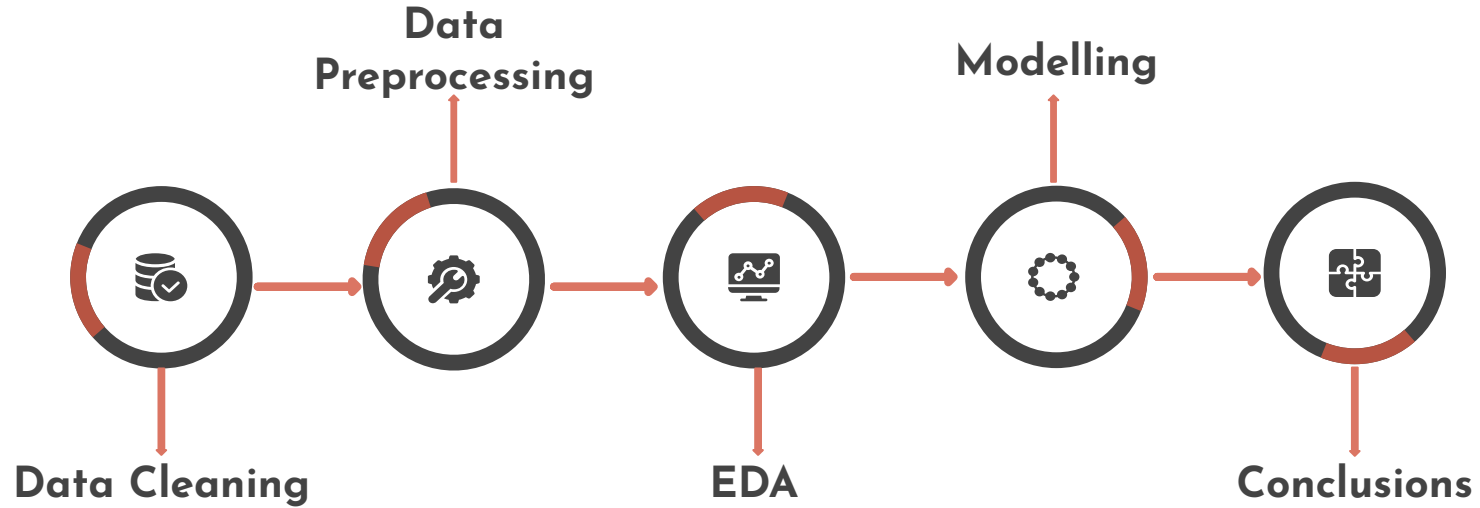 Data
Preprocessing
Modelling
Data Cleaning
EDA
Conclusions